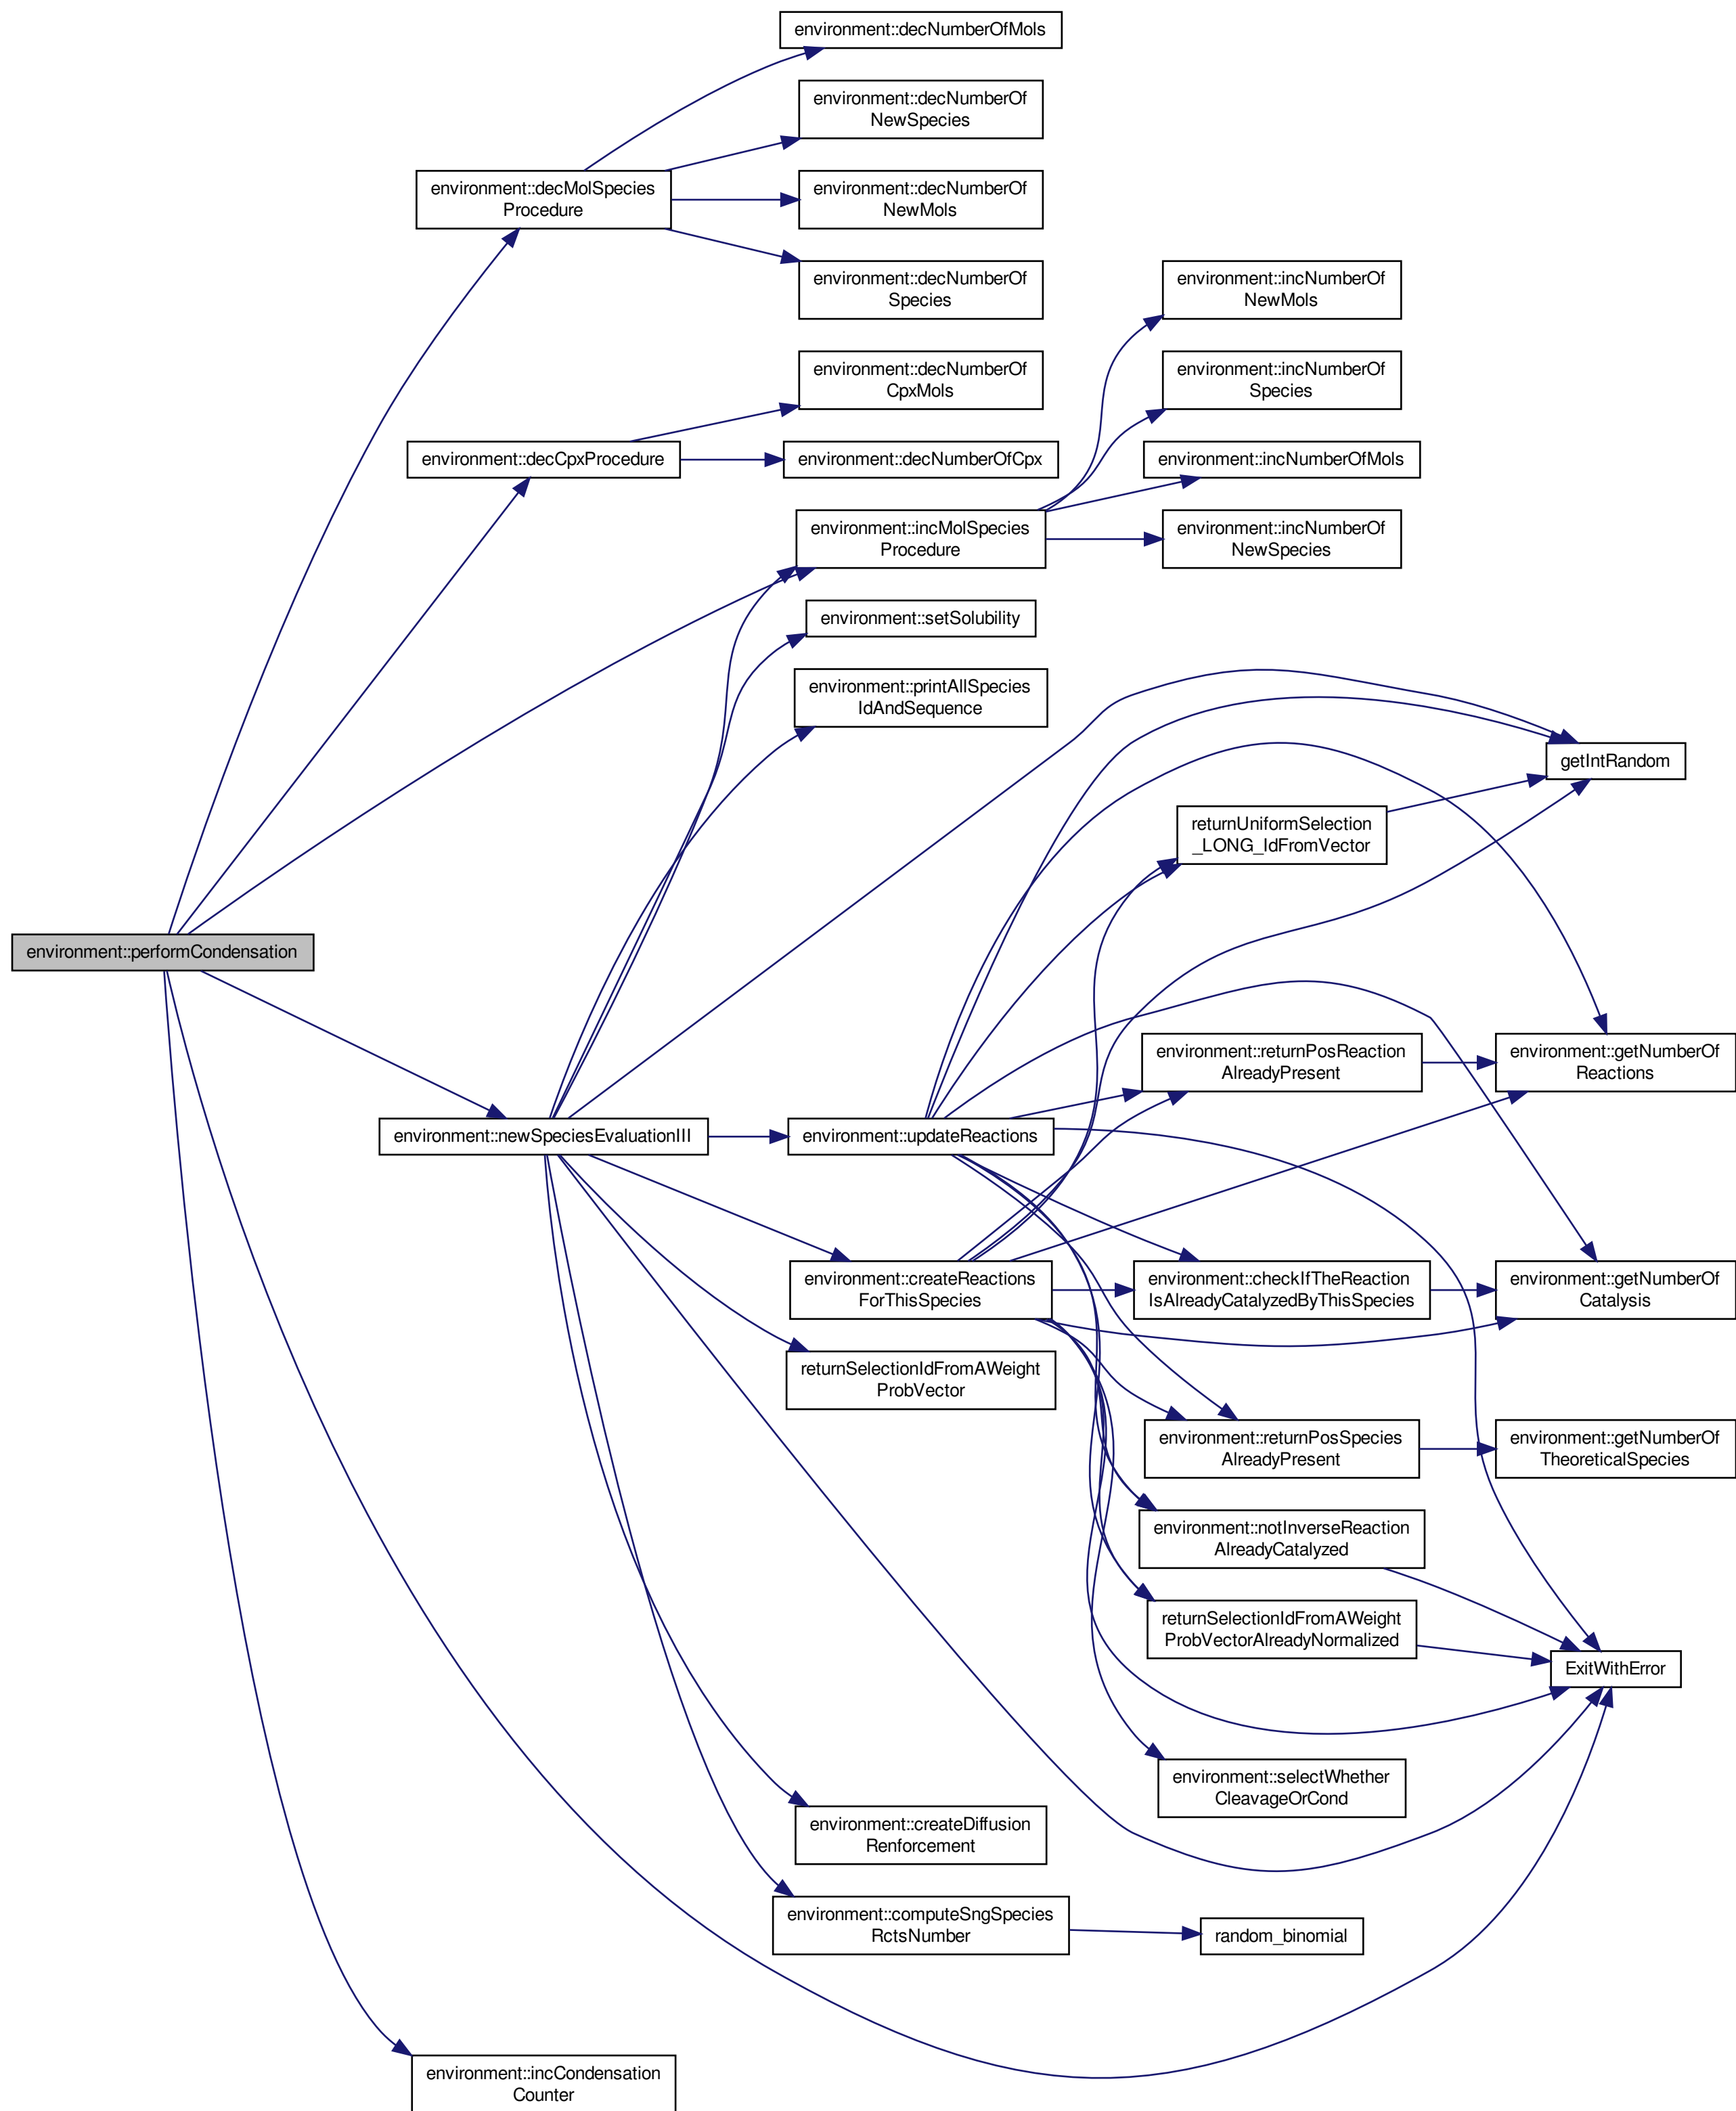 environment::decNumberOfMols
environment::decNumberOf
NewSpecies
environment::decMolSpecies
Procedure
environment::decNumberOf
NewMols
environment::decNumberOf
Species
environment::incNumberOf
NewMols
environment::decNumberOf
CpxMols
environment::incNumberOf
Species
environment::decCpxProcedure
environment::decNumberOfCpx
environment::incNumberOfMols
environment::incMolSpecies
Procedure
environment::incNumberOf
NewSpecies
environment::setSolubility
environment::printAllSpecies
IdAndSequence
getIntRandom
returnUniformSelection
_LONG_IdFromVector
environment::performCondensation
environment::returnPosReaction
AlreadyPresent
environment::getNumberOf
Reactions
environment::newSpeciesEvaluationIII
environment::updateReactions
environment::createReactions
ForThisSpecies
environment::checkIfTheReaction
IsAlreadyCatalyzedByThisSpecies
environment::getNumberOf
Catalysis
returnSelectionIdFromAWeight
ProbVector
environment::returnPosSpecies
AlreadyPresent
environment::getNumberOf
TheoreticalSpecies
environment::notInverseReaction
AlreadyCatalyzed
returnSelectionIdFromAWeight
ProbVectorAlreadyNormalized
ExitWithError
environment::selectWhether
CleavageOrCond
environment::createDiffusion
Renforcement
environment::computeSngSpecies
RctsNumber
random_binomial
environment::incCondensation
Counter